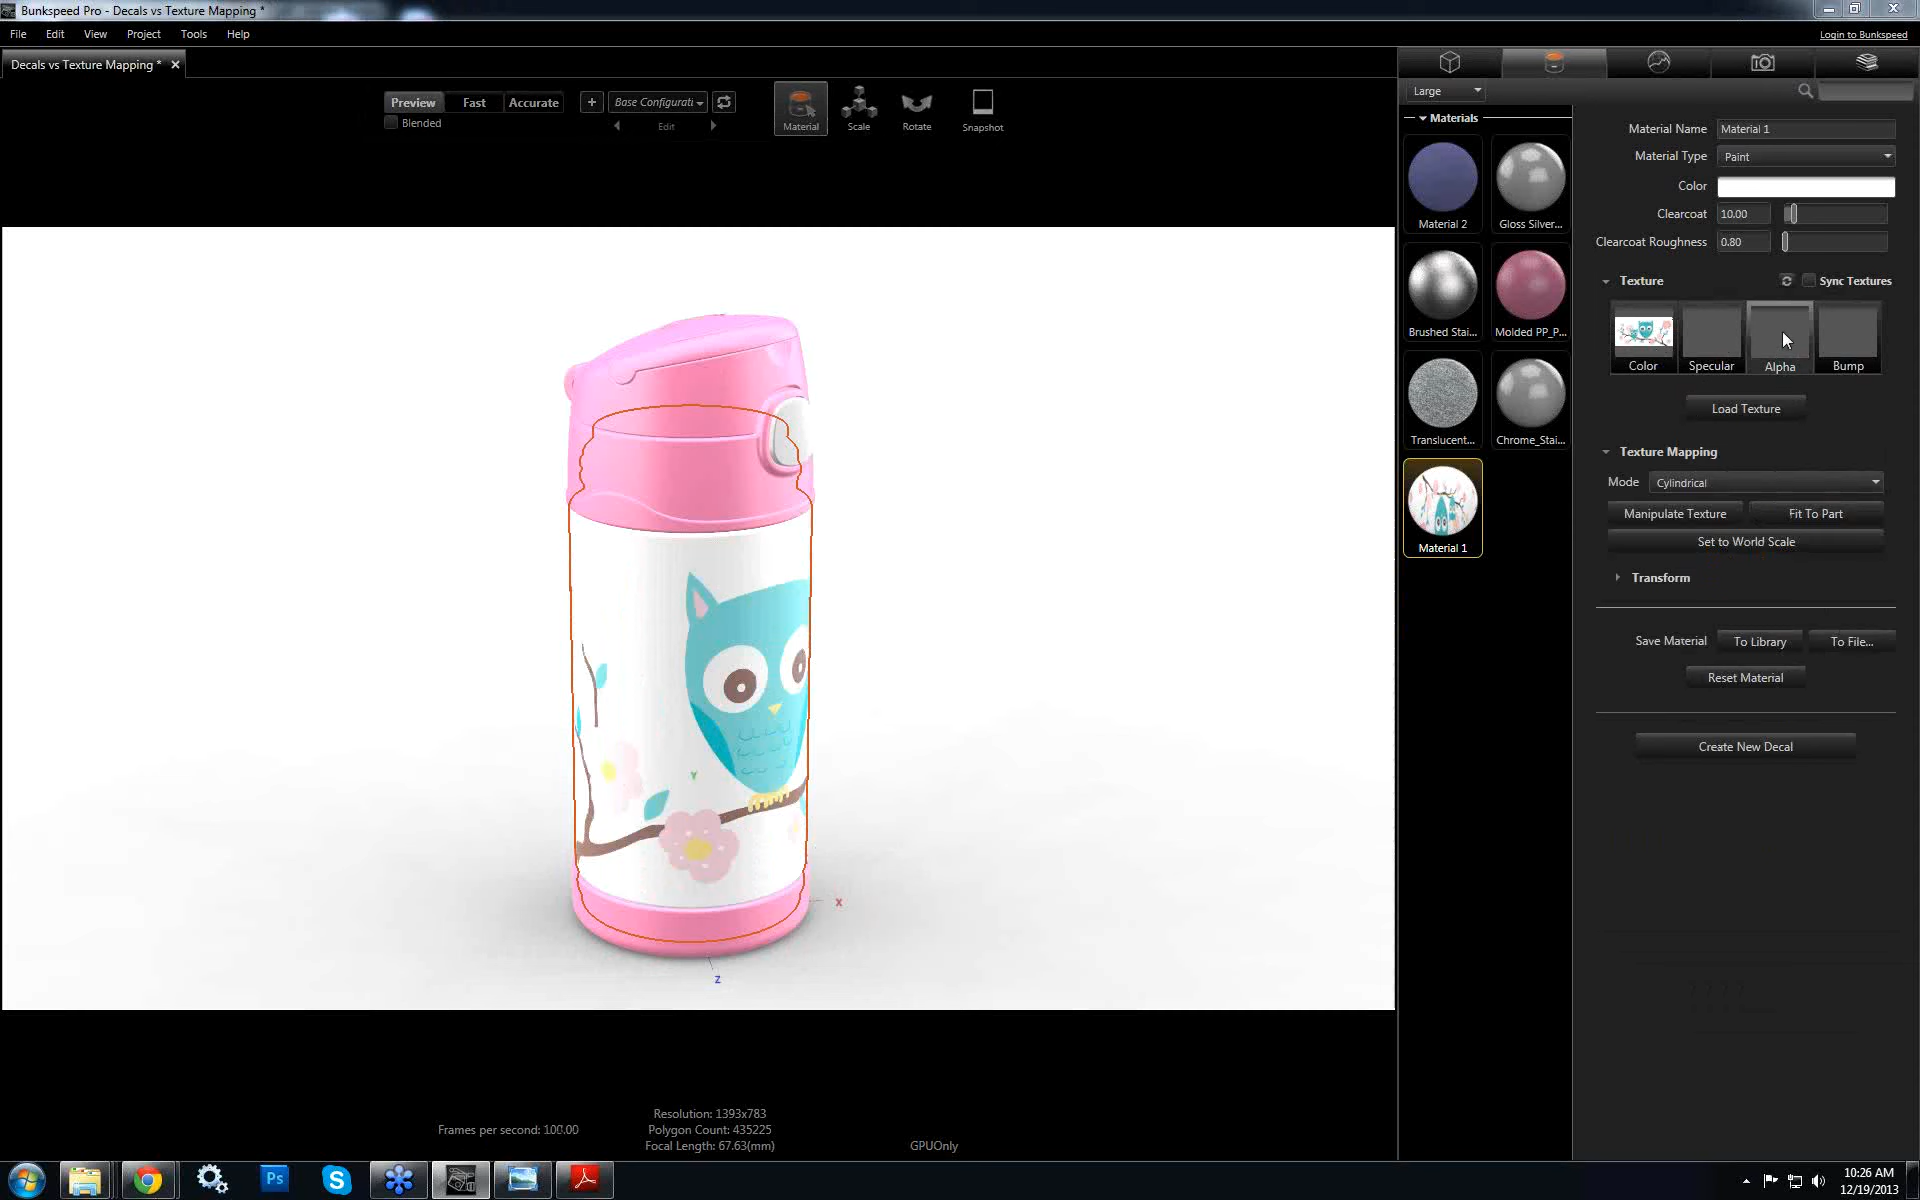 Bunkspeed Pro - Decals vs Texture Mapping *
File Edit View Project Tools Help
Login to Bunkspeed
Decals vs Texture Mapping *
Preview Fast Accurate
Blended
+ Base Configurati
Edit
Material Scale Rotate Snapshot
Large
Materials
Material 2
Gloss Silver...
Brushed Stai...
Molded PP_P...
Translucent...
Chrome_Stai...
Material 1
Material Name Material 1
Material Type Paint
Color
Clearcoat 10.00
Clearcoat Roughness 0.80
Texture Sync Textures
Color Specular Alpha Bump
Load Texture
Texture Mapping
Mode Cylindrical
Manipulate Texture Fit To Part
Set to World Scale
Transform
Save Material To Library To File...
Reset Material
Create New Decal
Y
X
Z
Frames per second: 100.00
Resolution: 1393x783
Polygon Count: 435225
Focal Length: 67.63(mm)
GPUOnly
Ps
10:26 AM
12/19/2013